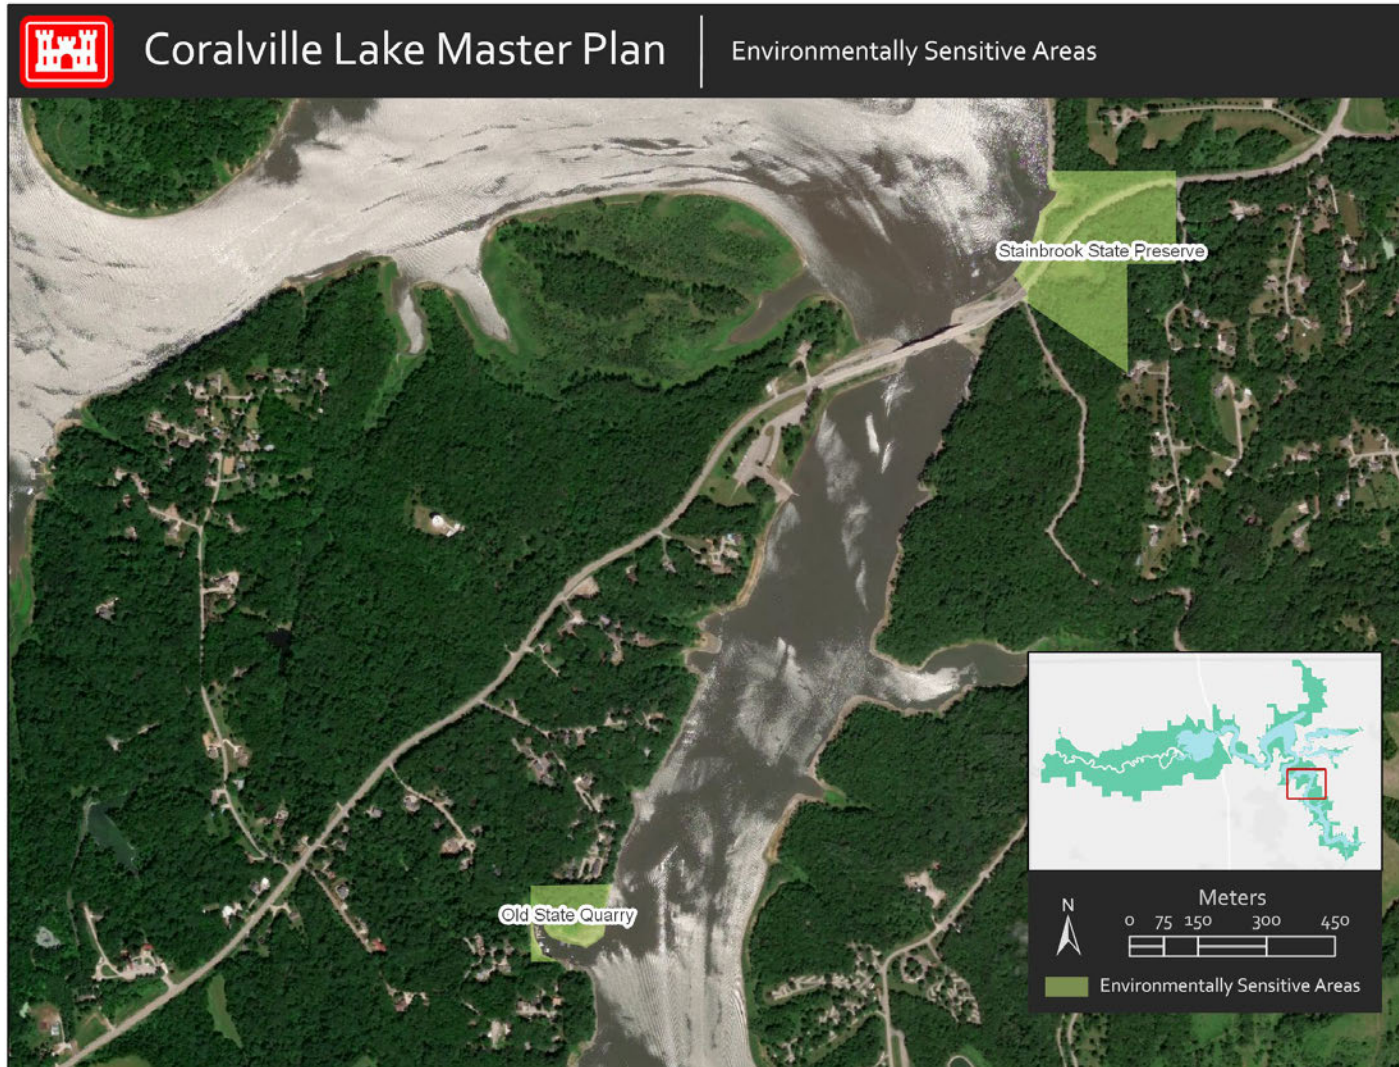 Coralville Lake Master Plan
Environmentally Sensitive Areas
Stainbrook State Preserve
Old State Quarry
N
Meters
0 75 150 300 450
Environmentally Sensitive Areas